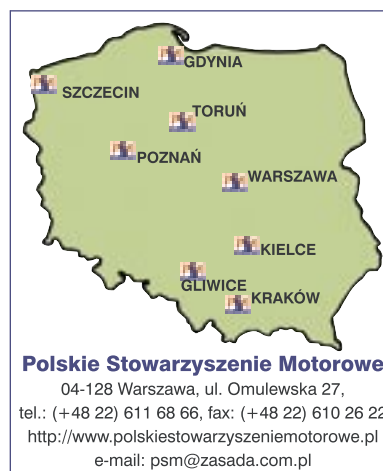 GDYNIA
SZCZECIN
TORUŃ
POZNAŃ
WARSZAWA
KIELCE
GLIWICE
KRAKÓW
Polskie Stowarzyszenie Motorowe
04-128 Warszawa, ul. Omulewska 27,
tel.: (+48 22) 611 68 66, fax: (+48 22) 610 26 22
http://www.polskiestowarzyszeniemotorowe.pl
e-mail: psm@zasada.com.pl